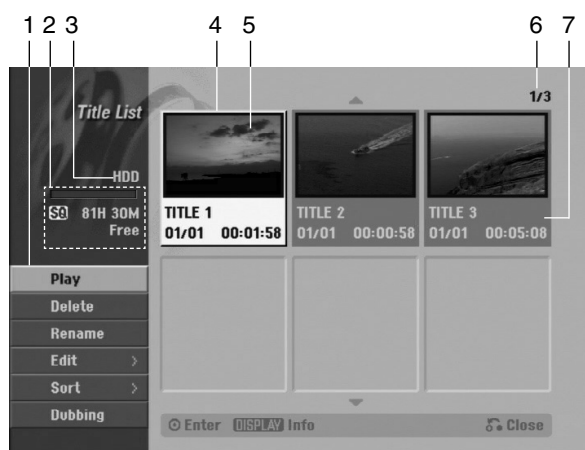 1 2 3 4 5 6 7
Title List
1/3
HDD
SQ 81H 30M
Free
TITLE 1
01/01 00:01:58
TITLE 2
01/01 00:00:58
TITLE 3
01/01 00:05:08
Play
Delete
Rename
Edit >
Sort >
Dubbing
Enter DISPLAY Info Close